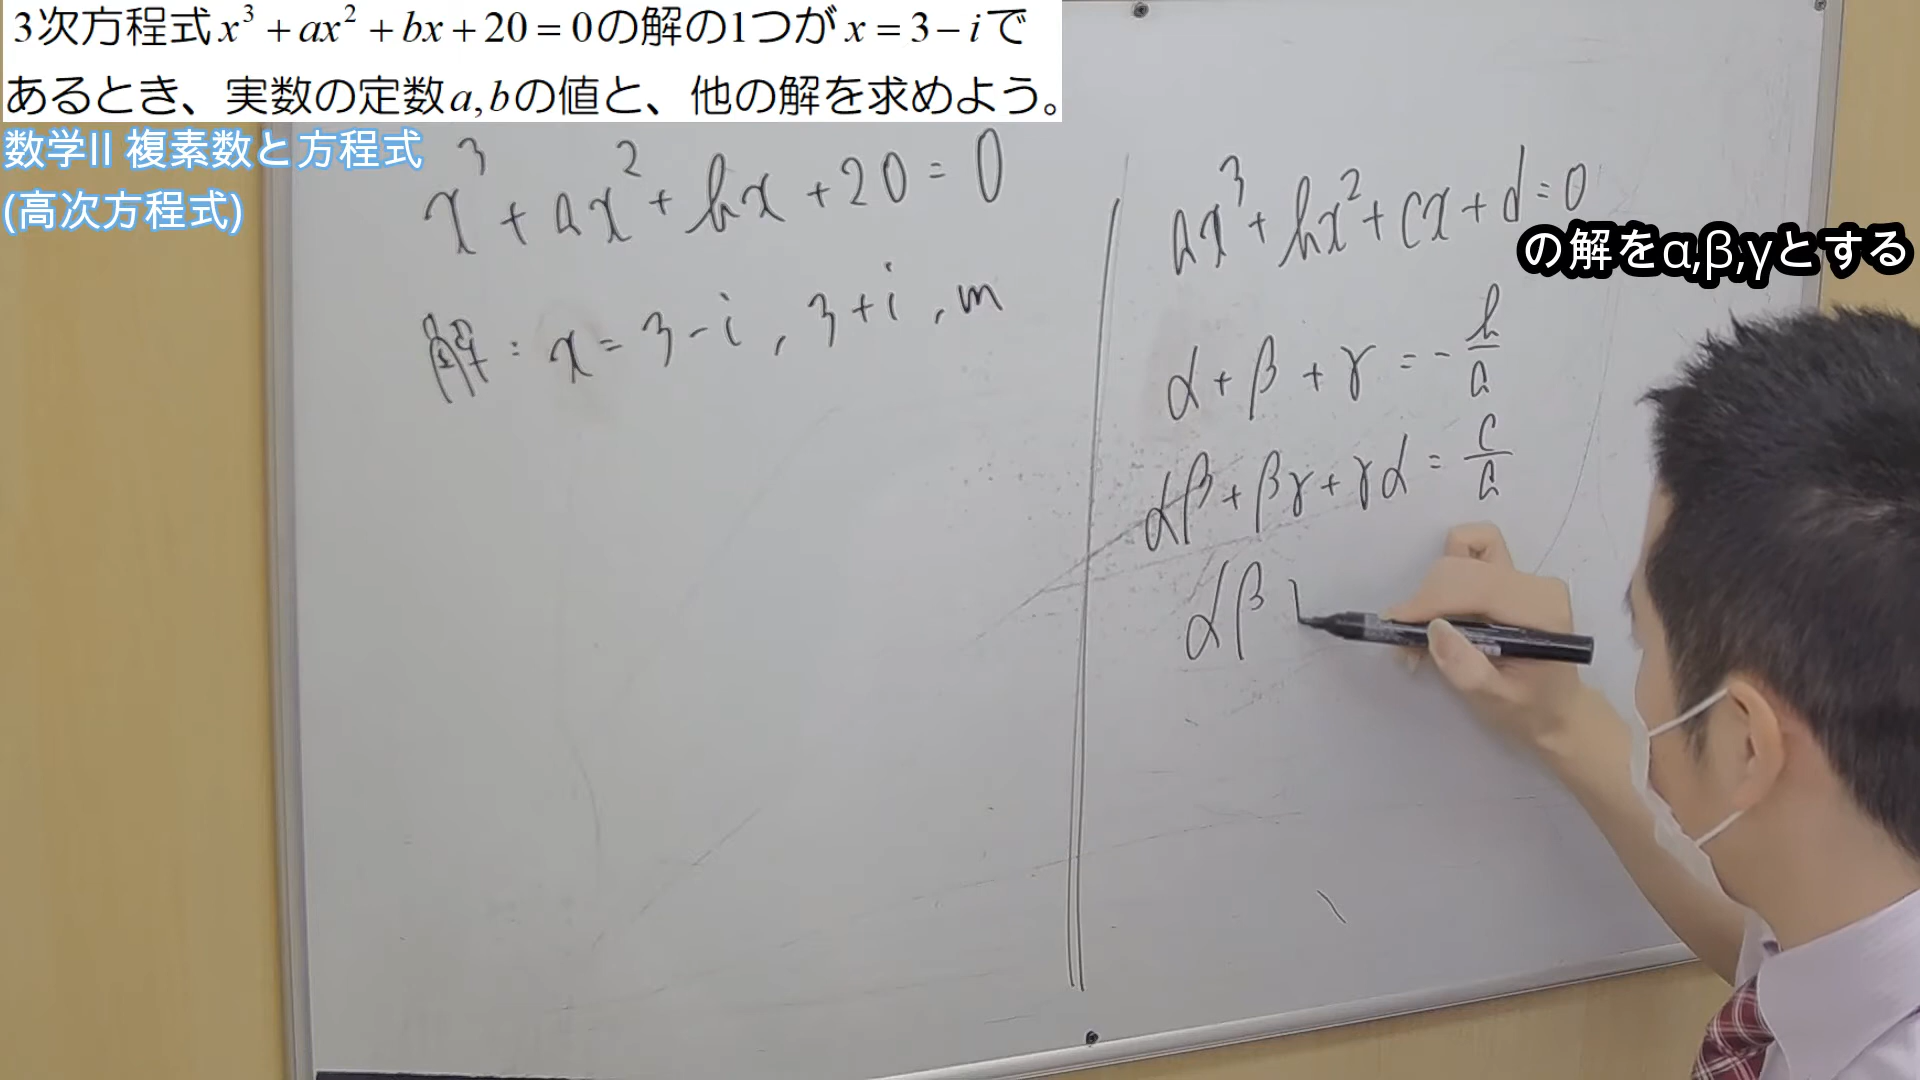 3次方程式x³+ax²+bx+20=0の解の1つがx=3−iで
あるとき、実数の定数a,bの値と、他の解を求めよう。
数学II 複素数と方程式
(高次方程式)
x³+ax²+bx+20=0
解:x=3-i, 3+i, m
ax³+bx²+cx+d=0
の解をα,β,γとする
α+β+γ=-b/a
αβ+βγ+γα=c/a
αβ